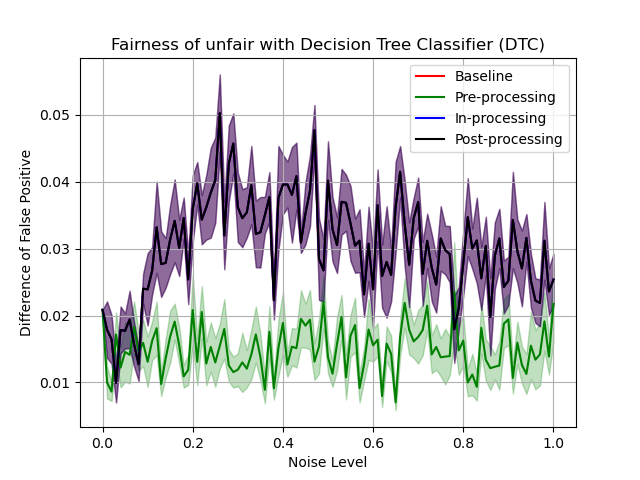 Fairness of unfair with Decision Tree Classifier (DTC)
Baseline
Pre-processing
In-processing
Post-processing
Difference of False Positive
0.05
0.04
0.03
0.02
0.01
0.0 0.2 0.4 0.6 0.8 1.0
Noise Level